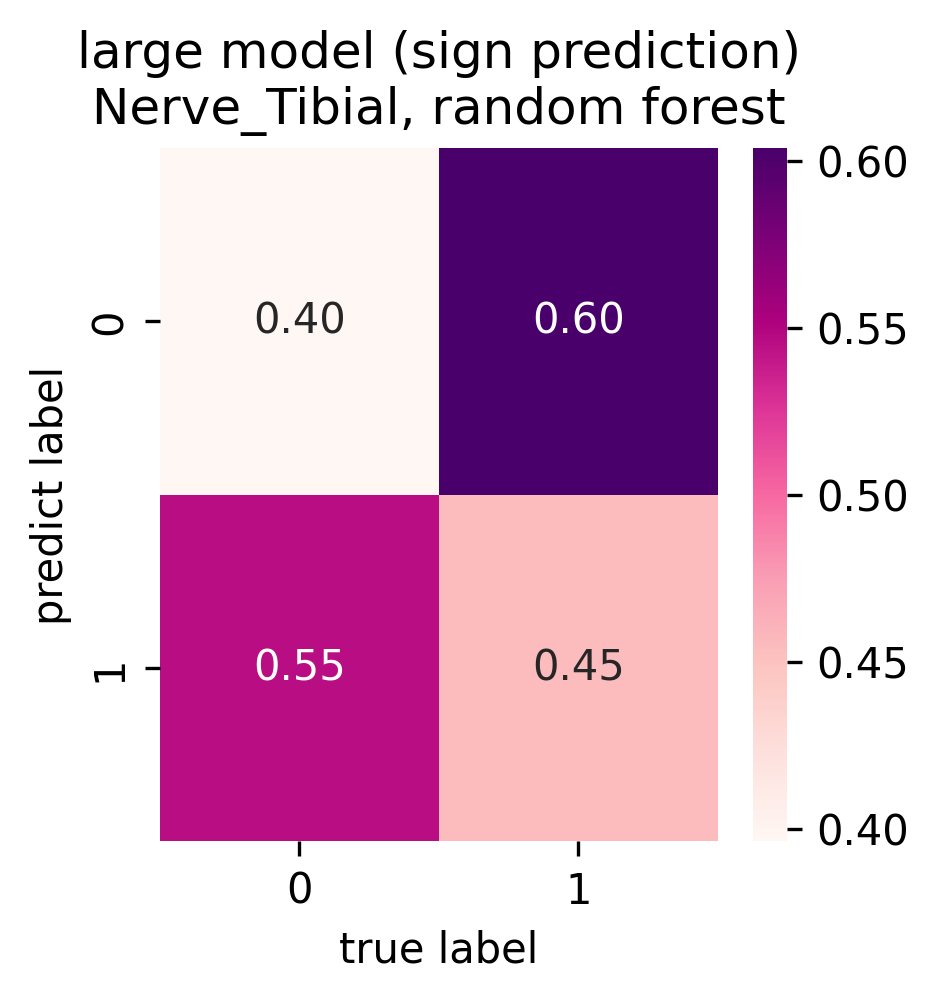 large model (sign prediction)
Nerve_Tibial, random forest
0.60
0.55
0.50
0.45
0.40
predict label
0
1
0.40 0.60
0.55 0.45
0 1
true label